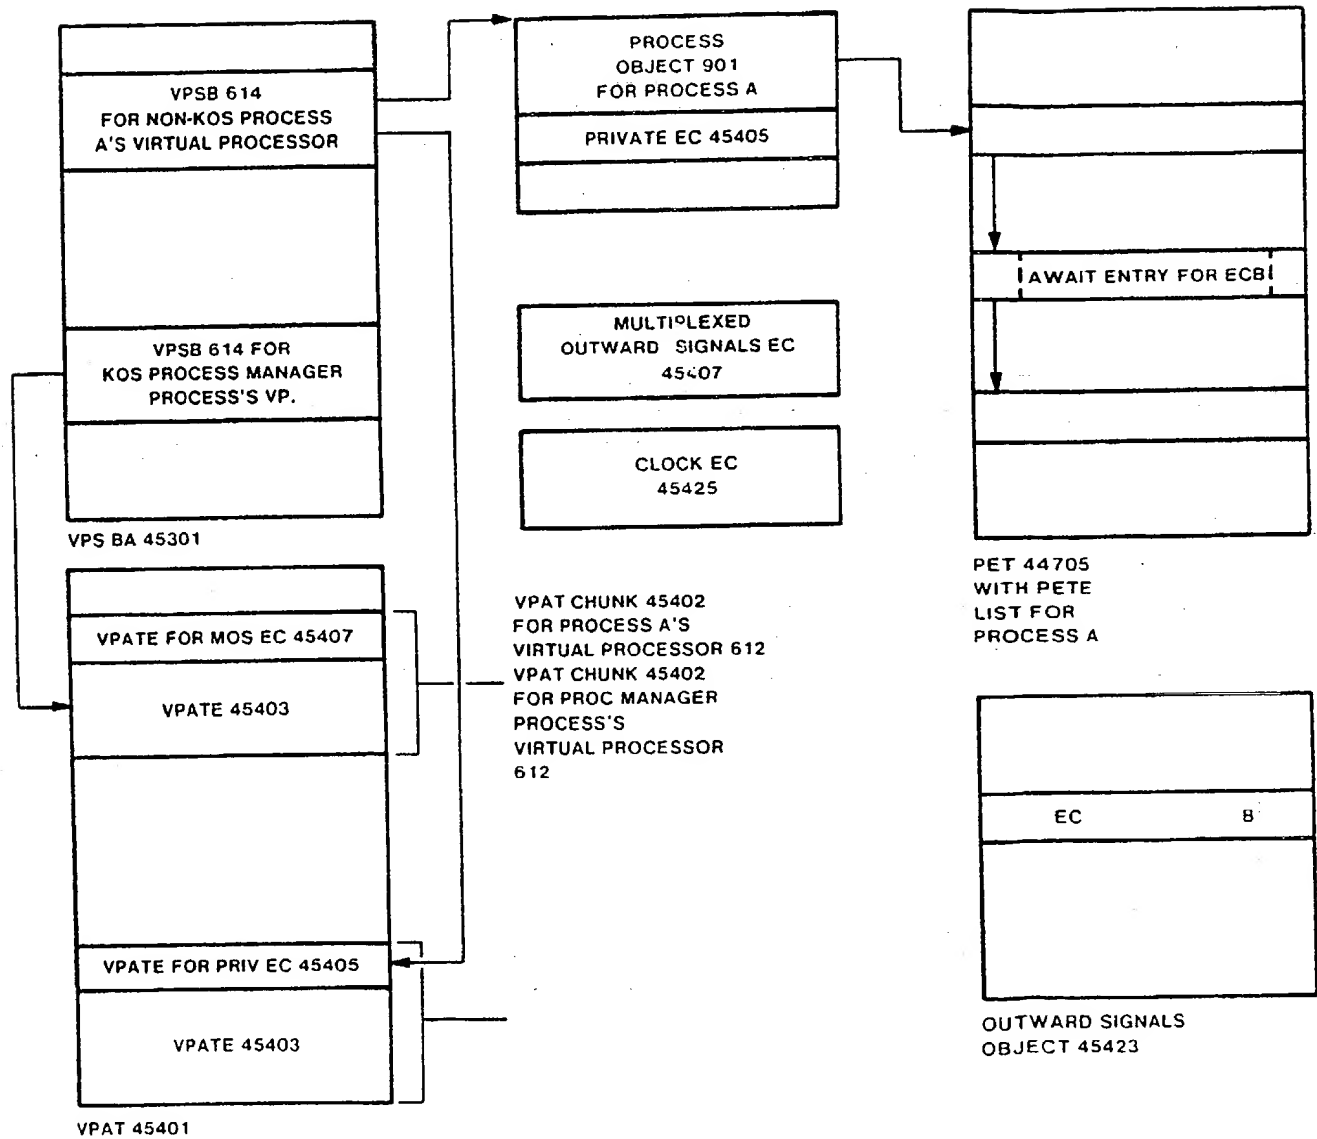 VPSB 614
FOR NON-KOS PROCESS
A'S VIRTUAL PROCESSOR
VPSB 614 FOR
KOS PROCESS MANAGER
PROCESS'S VP.
VPS BA 45301
PROCESS
OBJECT 901
FOR PROCESS A
PRIVATE EC 45405
MULTIPLEXED
OUTWARD SIGNALS EC
45407
CLOCK EC
45425
AWAIT ENTRY FOR ECB
PET 44705
WITH PETE
LIST FOR
PROCESS A
VPATE FOR MOS EC 45407
VPATE 45403
VPATE FOR PRIV EC 45405
VPATE 45403
VPAT 45401
VPAT CHUNK 45402
FOR PROCESS A'S
VIRTUAL PROCESSOR 612
VPAT CHUNK 45402
FOR PROC MANAGER
PROCESS'S
VIRTUAL PROCESSOR
612
EC B
OUTWARD SIGNALS
OBJECT 45423